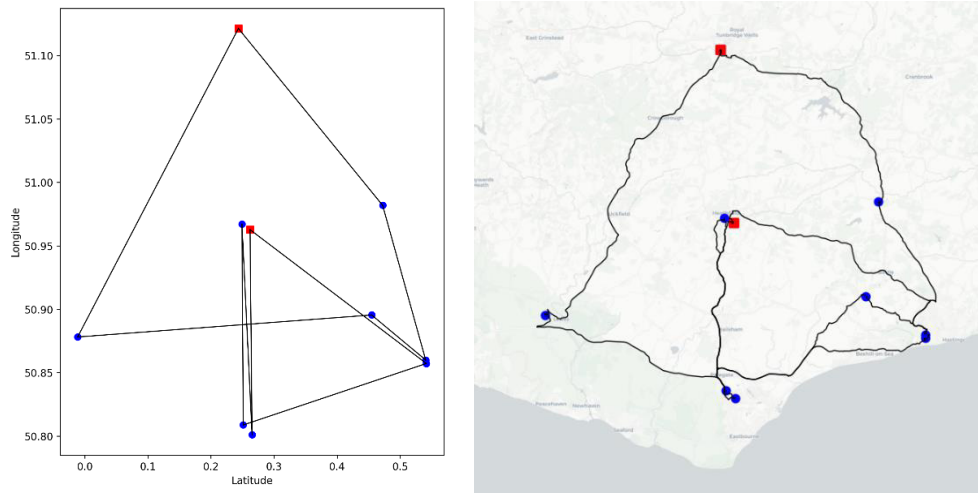 51.10
51.05
51.00
50.95
50.90
50.85
50.80
0.0 0.1 0.2 0.3 0.4 0.5
Latitude
Longitude
East Grinstead
Royal
Tunbridge Wells
Cranbrook
Crowborough
Uckfield
Hailsham
Bexhill-on-Sea
Hastings
Peacehaven
Newhaven
Seaford
Eastbourne